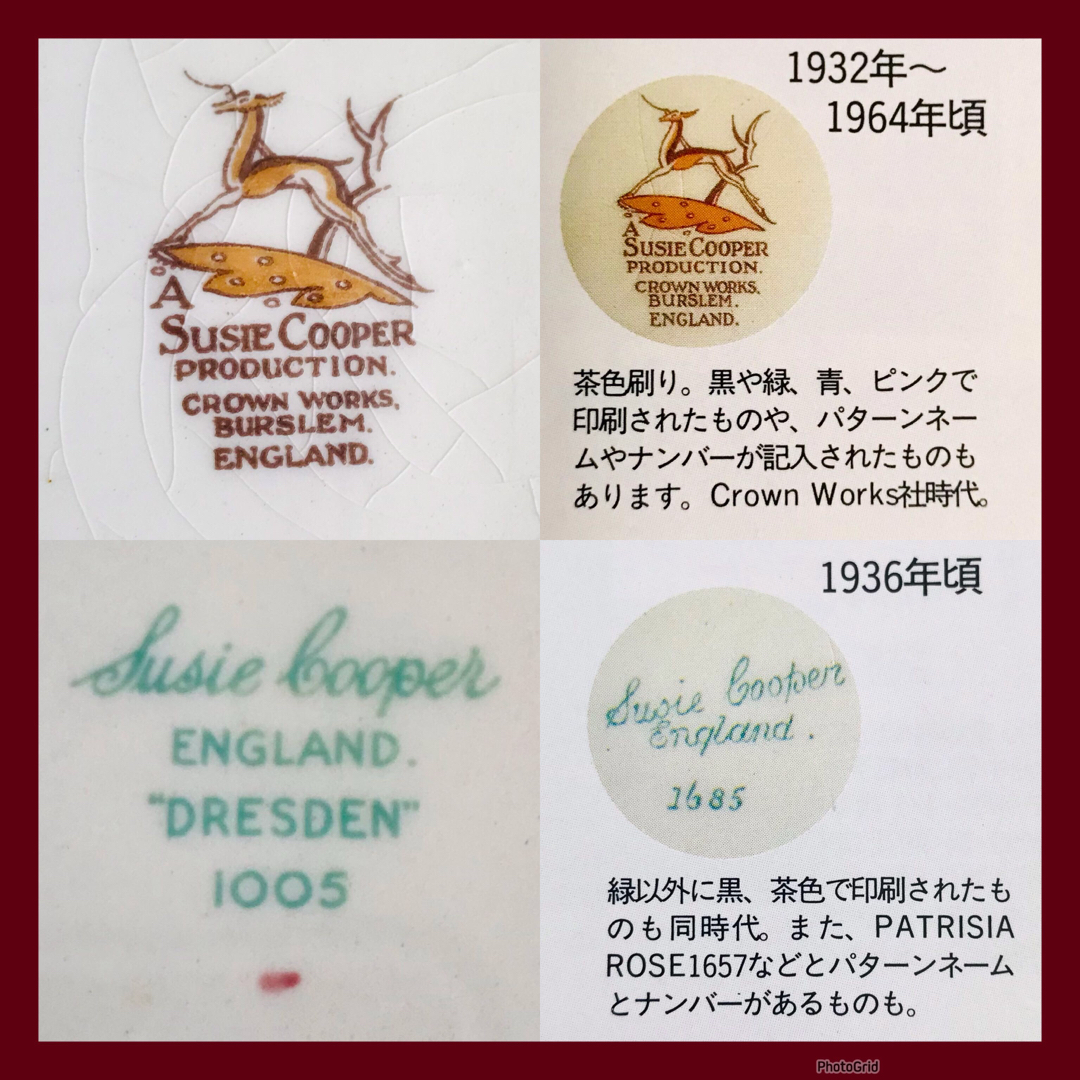 A
SUSIE COOPER
PRODUCTION.
CROWN WORKS,
BURSLEM.
ENGLAND.
1932年～
1964年頃
A
SUSIE COOPER
PRODUCTION.
CROWN WORKS,
BURSLEM.
ENGLAND.
茶色刷り。黒や緑、青、ピンクで
印刷されたものや、パターンネー
ムやナンバーが記入されたものも
あります。Crown Works社時代。
Susie Cooper
ENGLAND.
"DRESDEN"
1005
1936年頃
Susie Cooper
England.
1685
緑以外に黒、茶色で印刷されたも
のも同時代。また、PATRISIA
ROSE1657などとパターンネーム
とナンバーがあるものも。
PhotoGrid